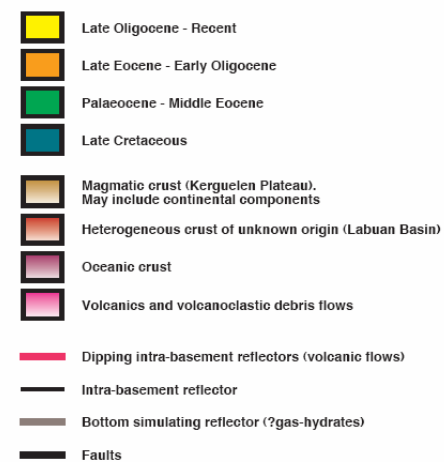 Late Oligocene - Recent
Late Eocene - Early Oligocene
Palaeocene - Middle Eocene
Late Cretaceous
Magmatic crust (Kerguelen Plateau).
May include continental components
Heterogeneous crust of unknown origin (Labuan Basin)
Oceanic crust
Volcanics and volcanoclastic debris flows
Dipping intra-basement reflectors (volcanic flows)
Intra-basement reflector
Bottom simulating reflector (?gas-hydrates)
Faults